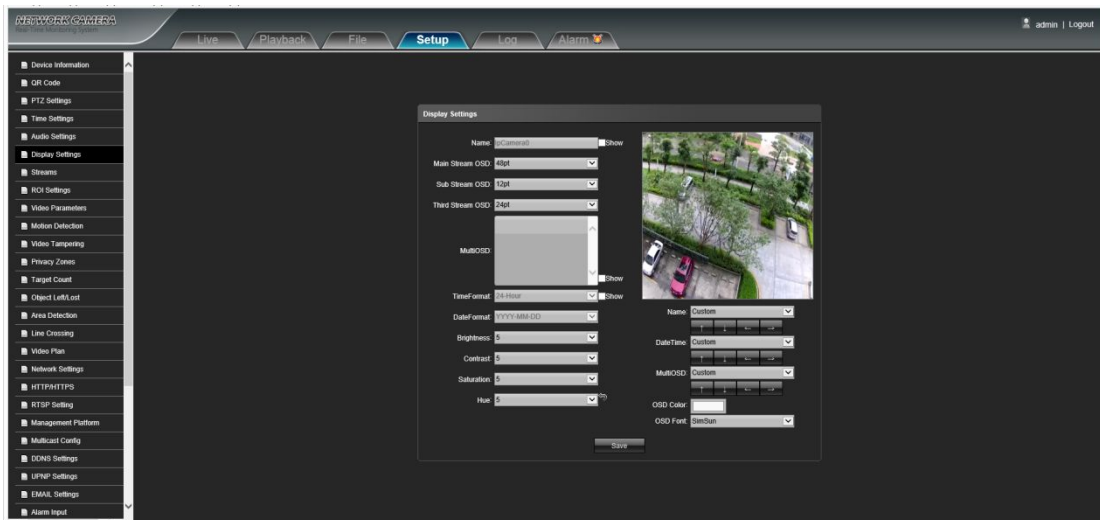 NETWORK CAMERA
Real-Time Monitoring System
admin | Logout
Live
Playback
File
Setup
Log
Alarm
Device Information
QR Code
PTZ Settings
Time Settings
Audio Settings
Display Settings
Streams
ROI Settings
Video Parameters
Motion Detection
Video Tampering
Privacy Zones
Target Count
Object Left/Lost
Area Detection
Line Crossing
Video Plan
Network Settings
HTTP/HTTPS
RTSP Setting
Management Platform
Multicast Config
DDNS Settings
UPNP Settings
EMAIL Settings
Alarm Input
Display Settings
Name: Show
Main Stream OSD: 48pt
Sub Stream OSD: 12pt
Third Stream OSD: 24pt
MultiOSD: Show
TimeFormat: 24-Hour Show
DateFormat: YYYY-MM-DD
Brightness: 5
Contrast: 5
Saturation: 5
Hue: 5
Name: Custom
↑ ↓ ← →
DateTime: Custom
↑ ↓ ← →
MultiOSD: Custom
↑ ↓ ← →
OSD Color:
OSD Font: SimSun
Save